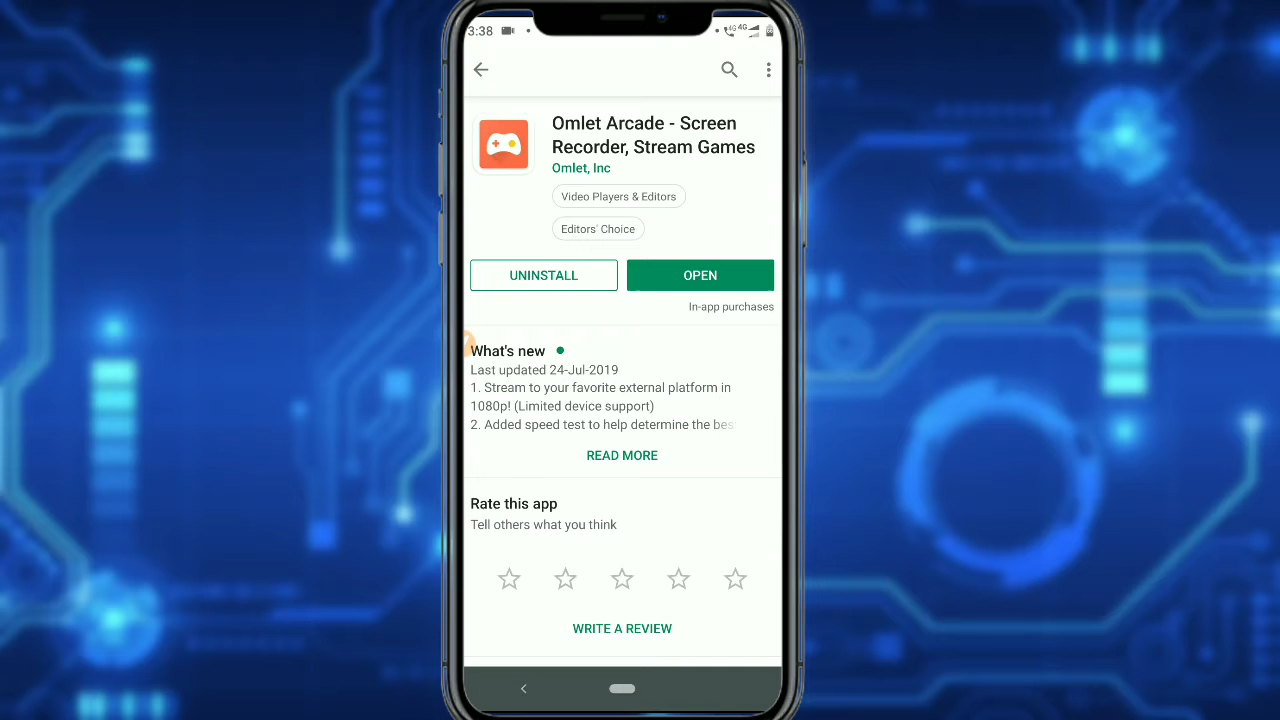 3:38
4G 4G
Omlet Arcade - Screen
Recorder, Stream Games
Omlet, Inc
Video Players & Editors
Editors' Choice
UNINSTALL
OPEN
In-app purchases
What's new
Last updated 24-Jul-2019
1. Stream to your favorite external platform in
1080p! (Limited device support)
2. Added speed test to help determine the bes
READ MORE
Rate this app
Tell others what you think
WRITE A REVIEW